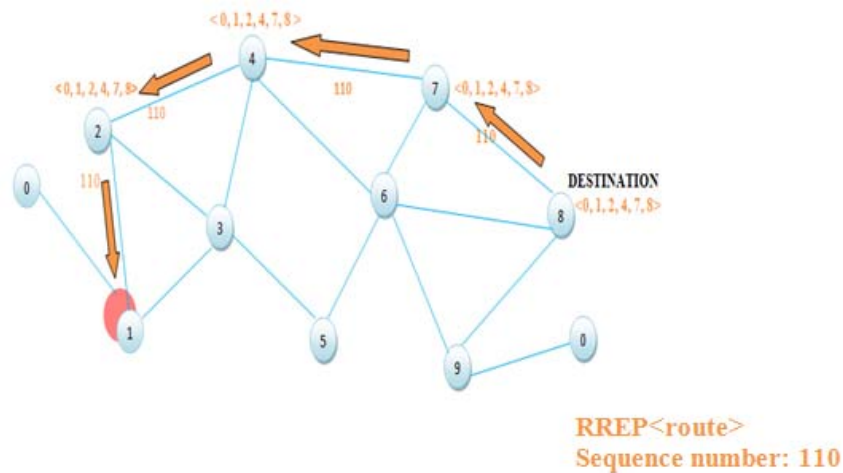 < 0, 1, 2, 4, 7, 8 >
4
< 0, 1, 2, 4, 7, 8>
110
7
< 0, 1, 2, 4, 7, 8>
110
2
110
DESTINATION
110
0
6
8
< 0, 1, 2, 4, 7, 8>
3
1
5
9
0
RREP<route>
Sequence number: 110